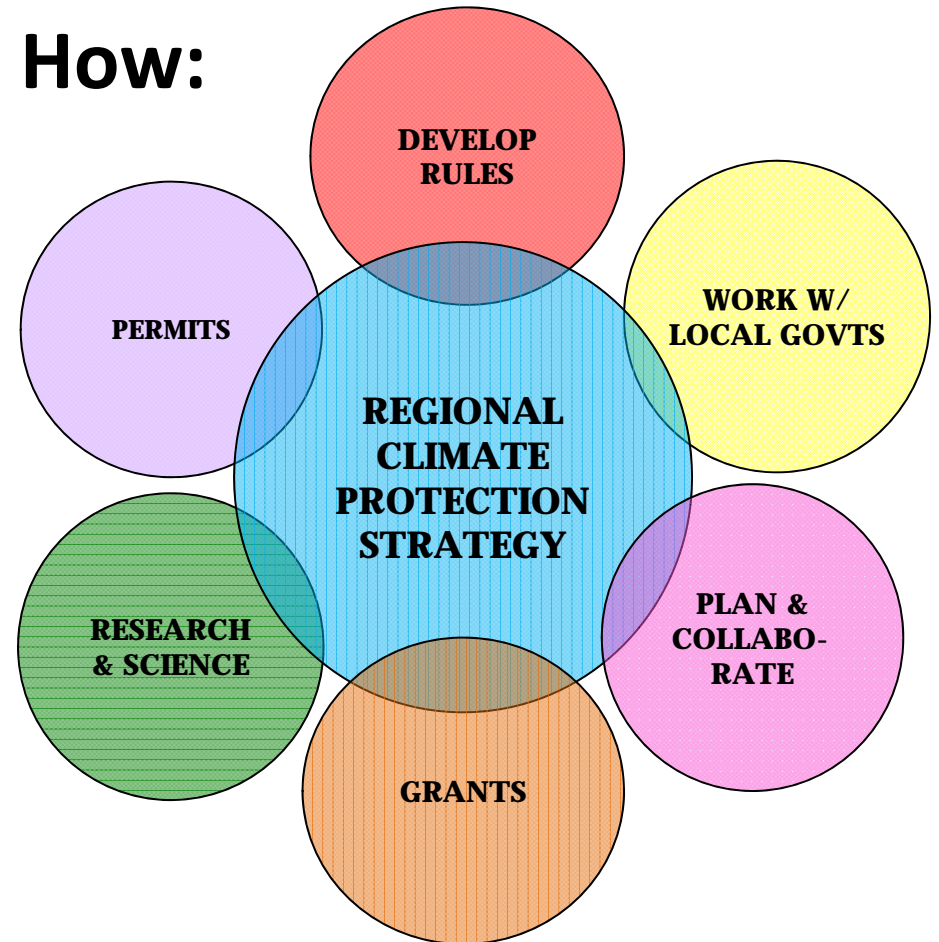 How:
DEVELOP
RULES
WORK W/
LOCAL GOVTS
PERMITS
REGIONAL
CLIMATE
PROTECTION
STRATEGY
PLAN &
COLLABO-
RATE
RESEARCH
& SCIENCE
GRANTS